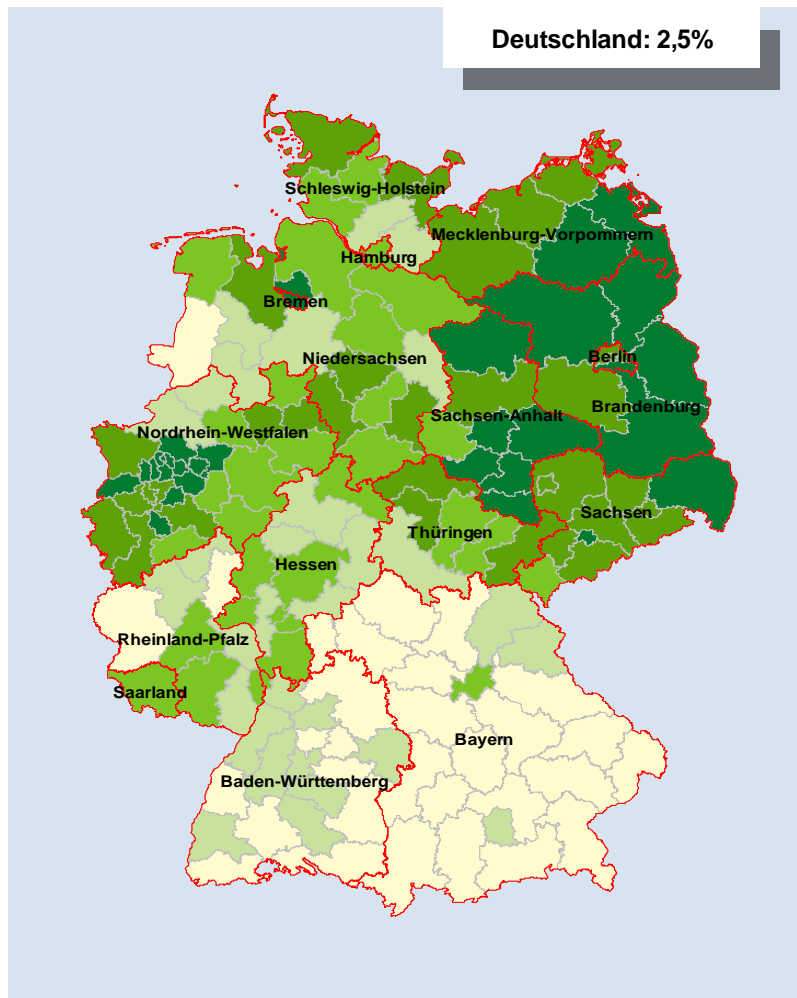 Deutschland: 2,5%
Schleswig-Holstein
Mecklenburg-Vorpommern
Hamburg
Bremen
Niedersachsen
Berlin
Sachsen-Anhalt
Brandenburg
Nordrhein-Westfalen
Sachsen
Thüringen
Hessen
Rheinland-Pfalz
Saarland
Bayern
Baden-Württemberg